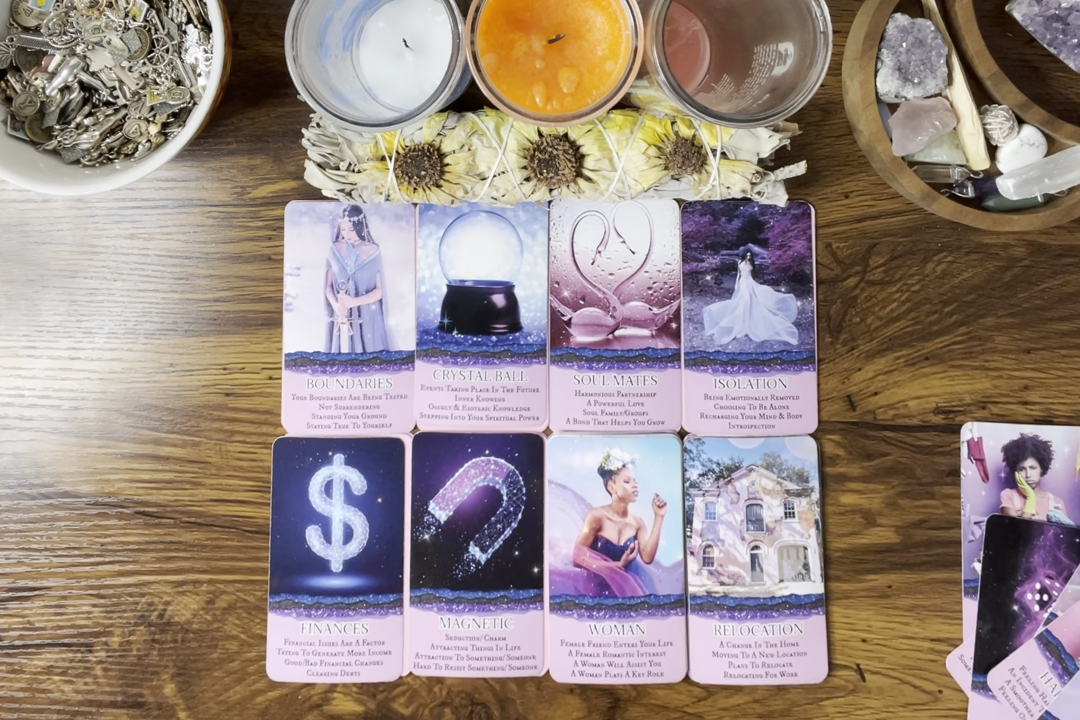 BOUNDARIES
YOUR BOUNDARIES ARE BEING TESTED
NOT SURRENDERING
STANDING YOUR GROUND
STAYING TRUE TO YOURSELF
CRYSTAL BALL
EVENTS TAKING PLACE IN THE FUTURE
INNER KNOWING
OCCULT & ESOTERIC KNOWLEDGE
STEPPING INTO YOUR SPIRITUAL POWER
SOUL MATES
HARMONIOUS PARTNERSHIP
A POWERFUL LOVE
SOUL FAMILY/GROUPS
A BOND THAT HELPS YOU GROW
ISOLATION
BEING EMOTIONALLY REMOVED
CHOOSING TO BE ALONE
RECHARGING YOUR MIND & BODY
INTROSPECTION
FINANCES
FINANCIAL ISSUES ARE A FACTOR
TRYING TO GENERATE MORE INCOME
GOOD/BAD FINANCIAL CHANGES
CLEARING DEBTS
MAGNETIC
SEDUCTION/ CHARM
ATTRACTING THINGS IN LIFE
ATTRACTION TO SOMETHING/ SOMEONE
HARD TO RESIST SOMETHING/ SOMEONE
WOMAN
FEMALE FRIEND ENTERS YOUR LIFE
A FEMALE ROMANTIC INTEREST
A WOMAN WILL ASSIST YOU
A WOMAN PLAYS A KEY ROLE
RELOCATION
A CHANGE IN THE HOME
MOVING TO A NEW LOCATION
PLANS TO RELOCATE
RELOCATING FOR WORK